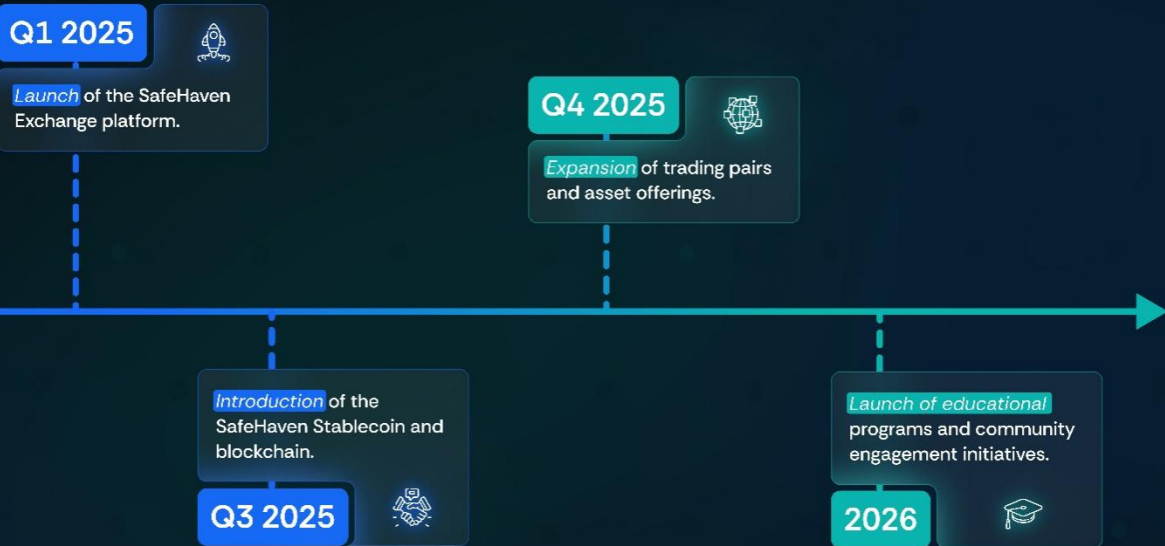 Q1 2025
Launch of the SafeHaven
Exchange platform.
Introduction of the
SafeHaven Stablecoin and
blockchain.
Q3 2025
Q4 2025
Expansion of trading pairs
and asset offerings.
Launch of educational
programs and community
engagement initiatives.
2026